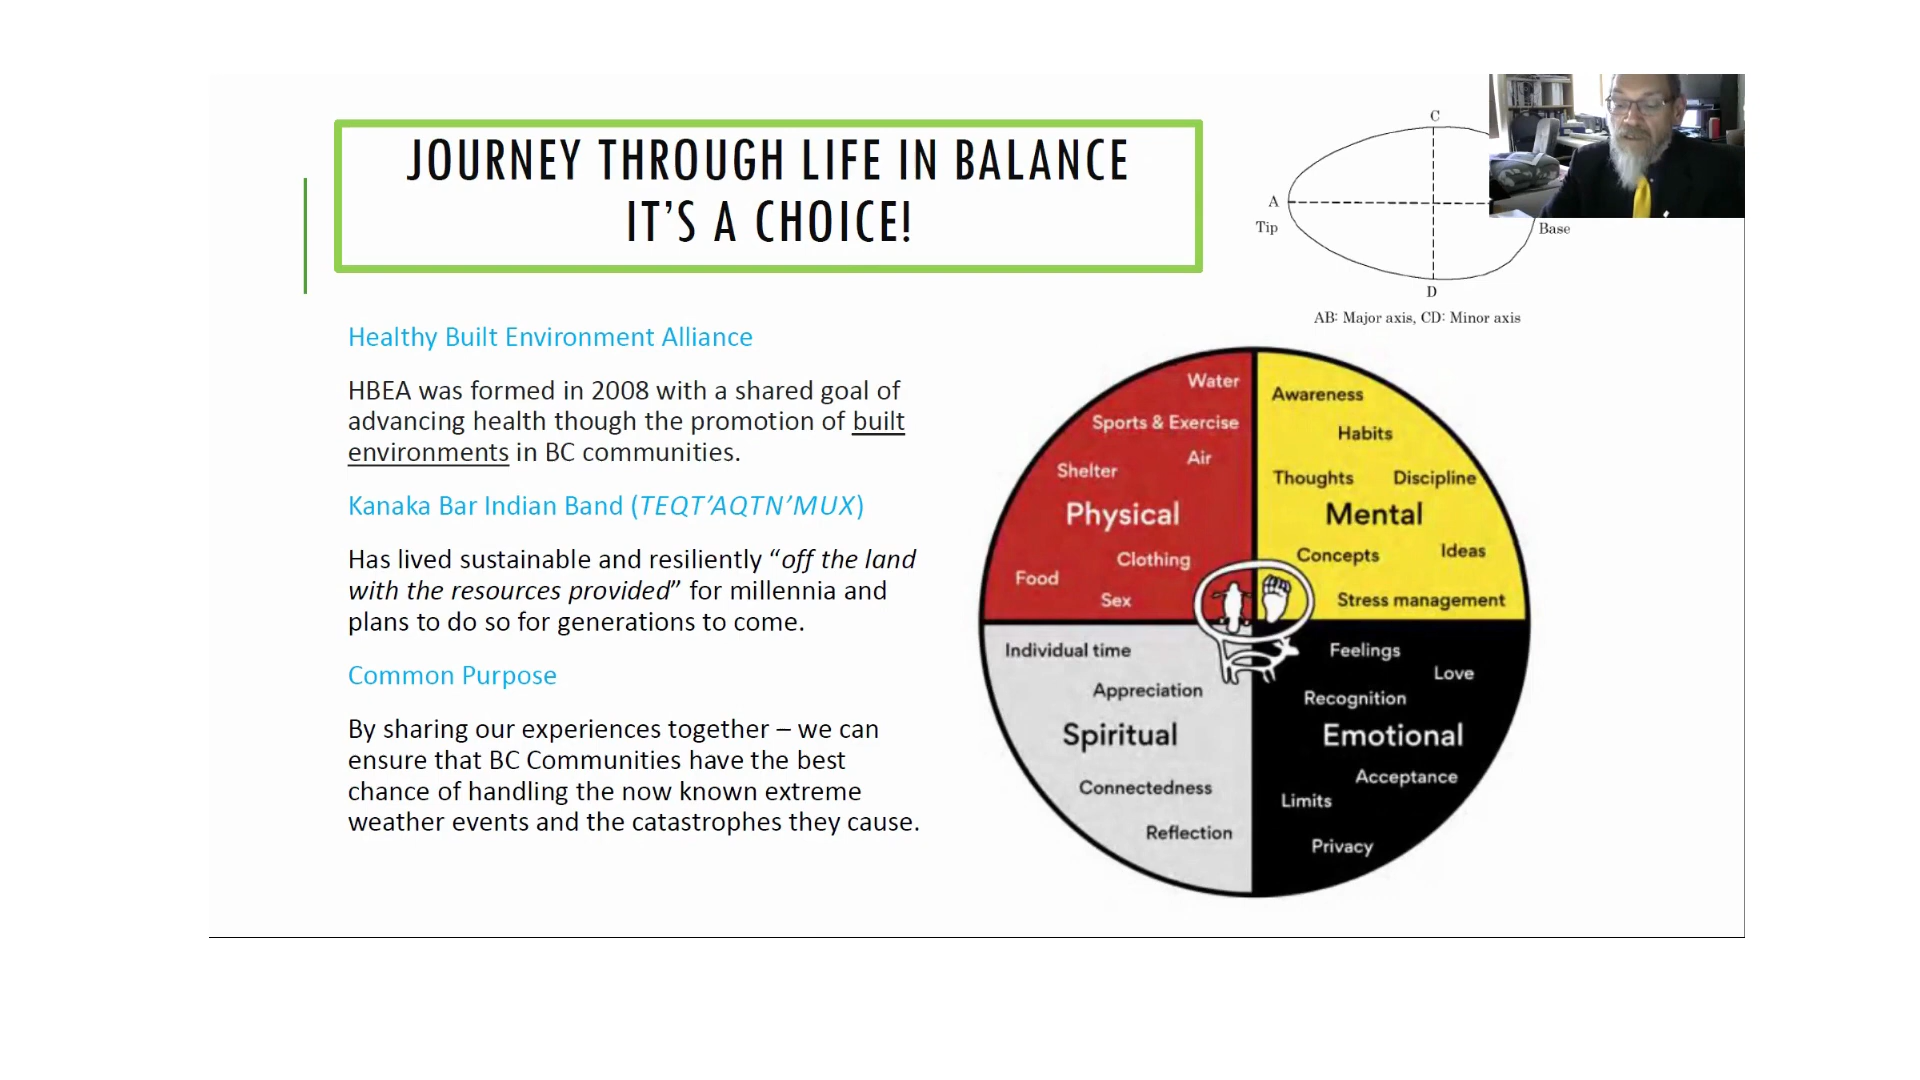 JOURNEY THROUGH LIFE IN BALANCE
IT’S A CHOICE!
C
A
Tip
Base
D
AB: Major axis, CD: Minor axis
Healthy Built Environment Alliance
HBEA was formed in 2008 with a shared goal of
advancing health though the promotion of built
environments in BC communities.
Kanaka Bar Indian Band (TEQT’AQTN’MUX)
Has lived sustainable and resiliently “off the land
with the resources provided” for millennia and
plans to do so for generations to come.
Common Purpose
By sharing our experiences together – we can
ensure that BC Communities have the best
chance of handling the now known extreme
weather events and the catastrophes they cause.
Water
Sports & Exercise
Air
Shelter
Physical
Clothing
Food
Sex
Awareness
Habits
Thoughts Discipline
Mental
Concepts Ideas
Stress management
Individual time
Appreciation
Spiritual
Connectedness
Reflection
Feelings
Love
Recognition
Emotional
Acceptance
Limits
Privacy